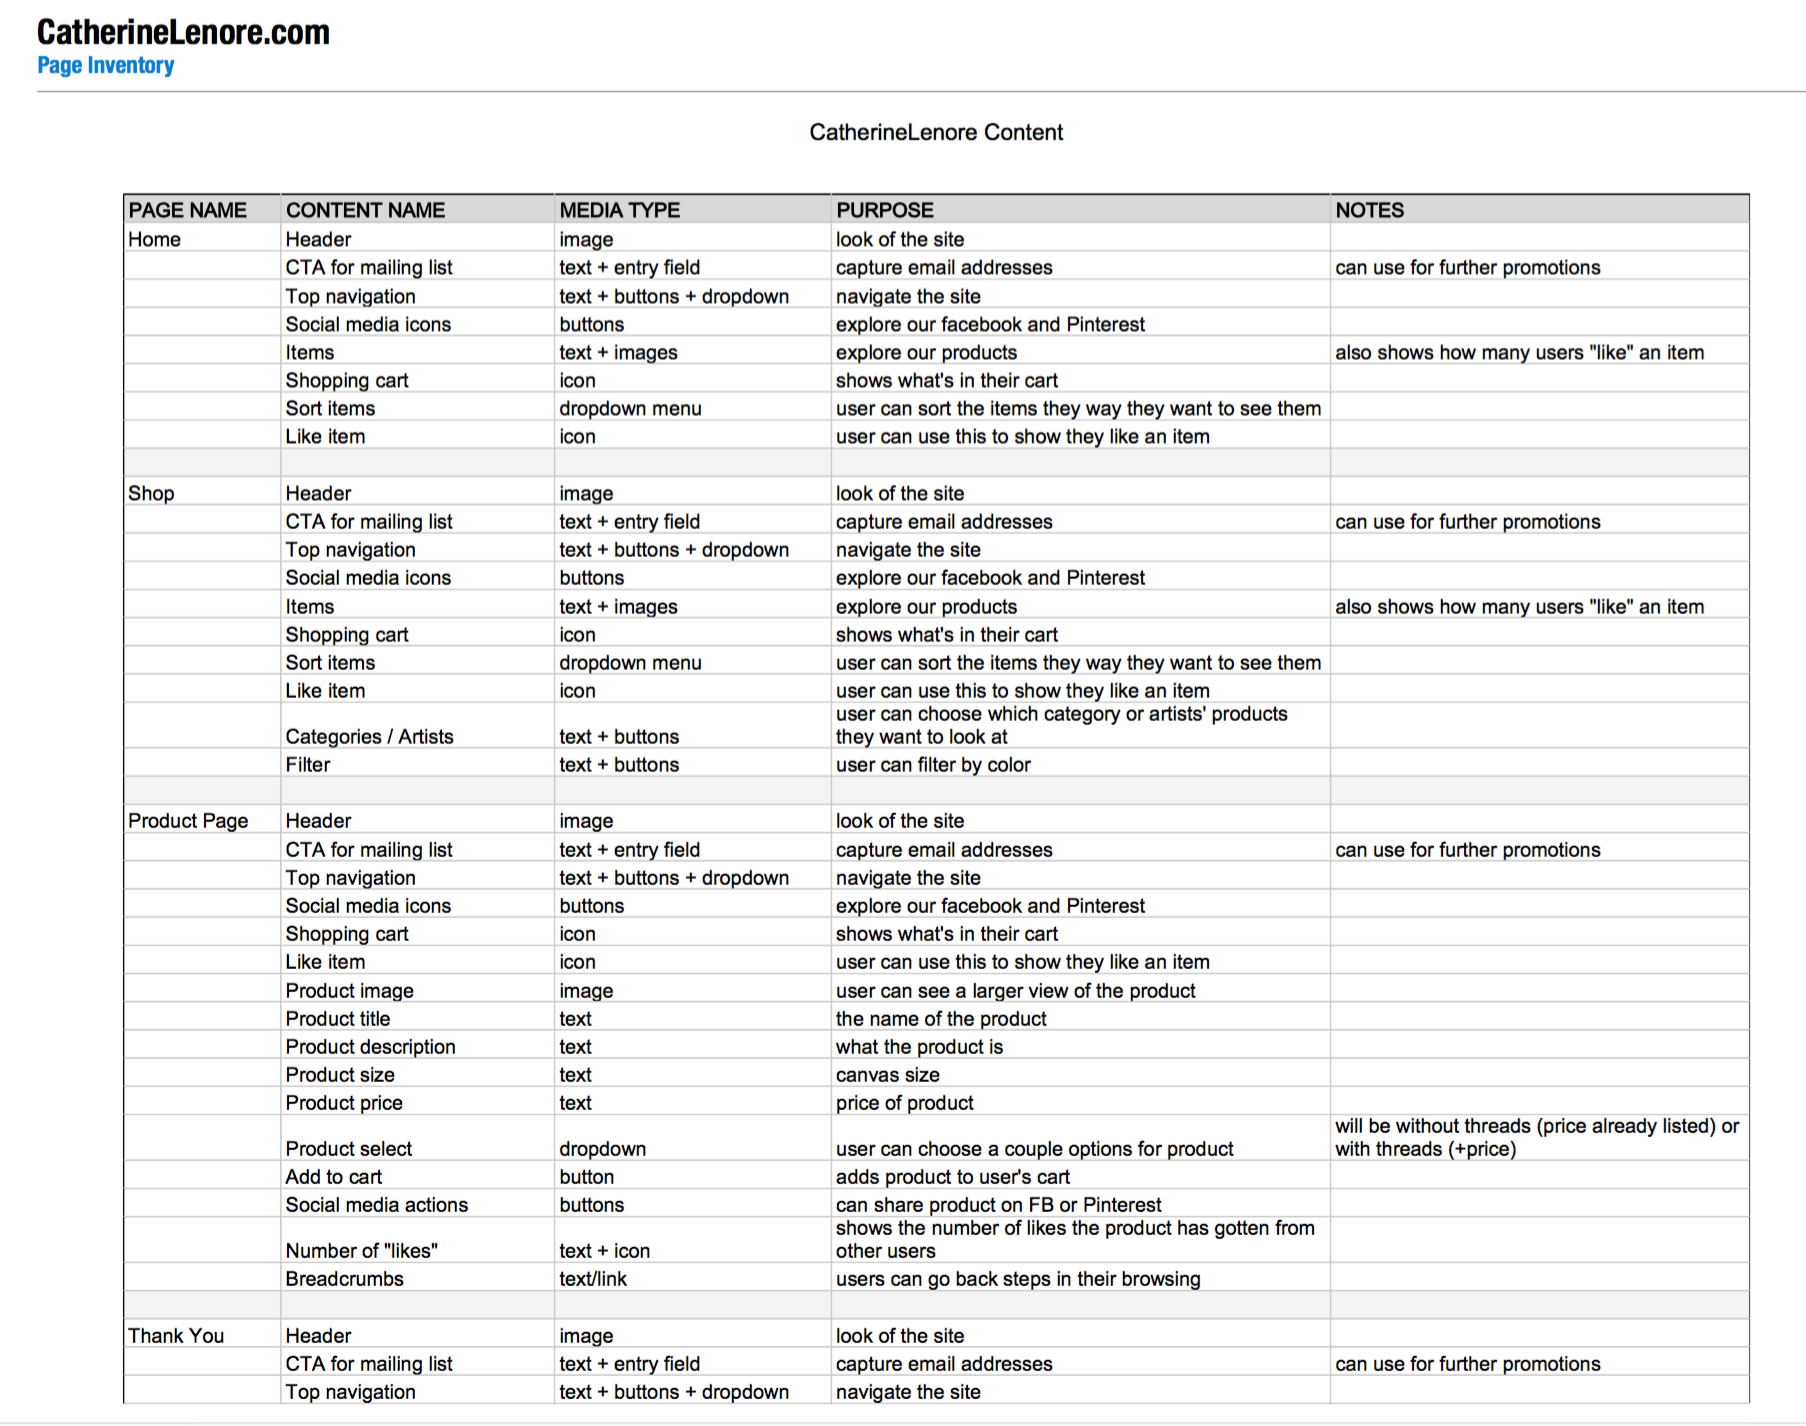 CatherineLenore.com
Page Inventory
CatherineLenore Content
PAGE NAME CONTENT NAME MEDIA TYPE PURPOSE NOTES
Home Header image look of the site
CTA for mailing list text + entry field capture email addresses can use for further promotions
Top navigation text + buttons + dropdown navigate the site
Social media icons buttons explore our facebook and Pinterest
Items text + images explore our products also shows how many users "like" an item
Shopping cart icon shows what's in their cart
Sort items dropdown menu user can sort the items they way they want to see them
Like item icon user can use this to show they like an item
Shop Header image look of the site
CTA for mailing list text + entry field capture email addresses can use for further promotions
Top navigation text + buttons + dropdown navigate the site
Social media icons buttons explore our facebook and Pinterest
Items text + images explore our products also shows how many users "like" an item
Shopping cart icon shows what's in their cart
Sort items dropdown menu user can sort the items they way they want to see them
Like item icon user can use this to show they like an item
user can choose which category or artists' products
Categories / Artists text + buttons they want to look at
Filter text + buttons user can filter by color
Product Page Header image look of the site
CTA for mailing list text + entry field capture email addresses can use for further promotions
Top navigation text + buttons + dropdown navigate the site
Social media icons buttons explore our facebook and Pinterest
Shopping cart icon shows what's in their cart
Like item icon user can use this to show they like an item
Product image image user can see a larger view of the product
Product title text the name of the product
Product description text what the product is
Product size text canvas size
Product price text price of product
will be without threads (price already listed) or
Product select dropdown user can choose a couple options for product with threads (+price)
Add to cart button adds product to user's cart
Social media actions buttons can share product on FB or Pinterest
shows the number of likes the product has gotten from
Number of "likes" text + icon other users
Breadcrumbs text/link users can go back steps in their browsing
Thank You Header image look of the site
CTA for mailing list text + entry field capture email addresses can use for further promotions
Top navigation text + buttons + dropdown navigate the site